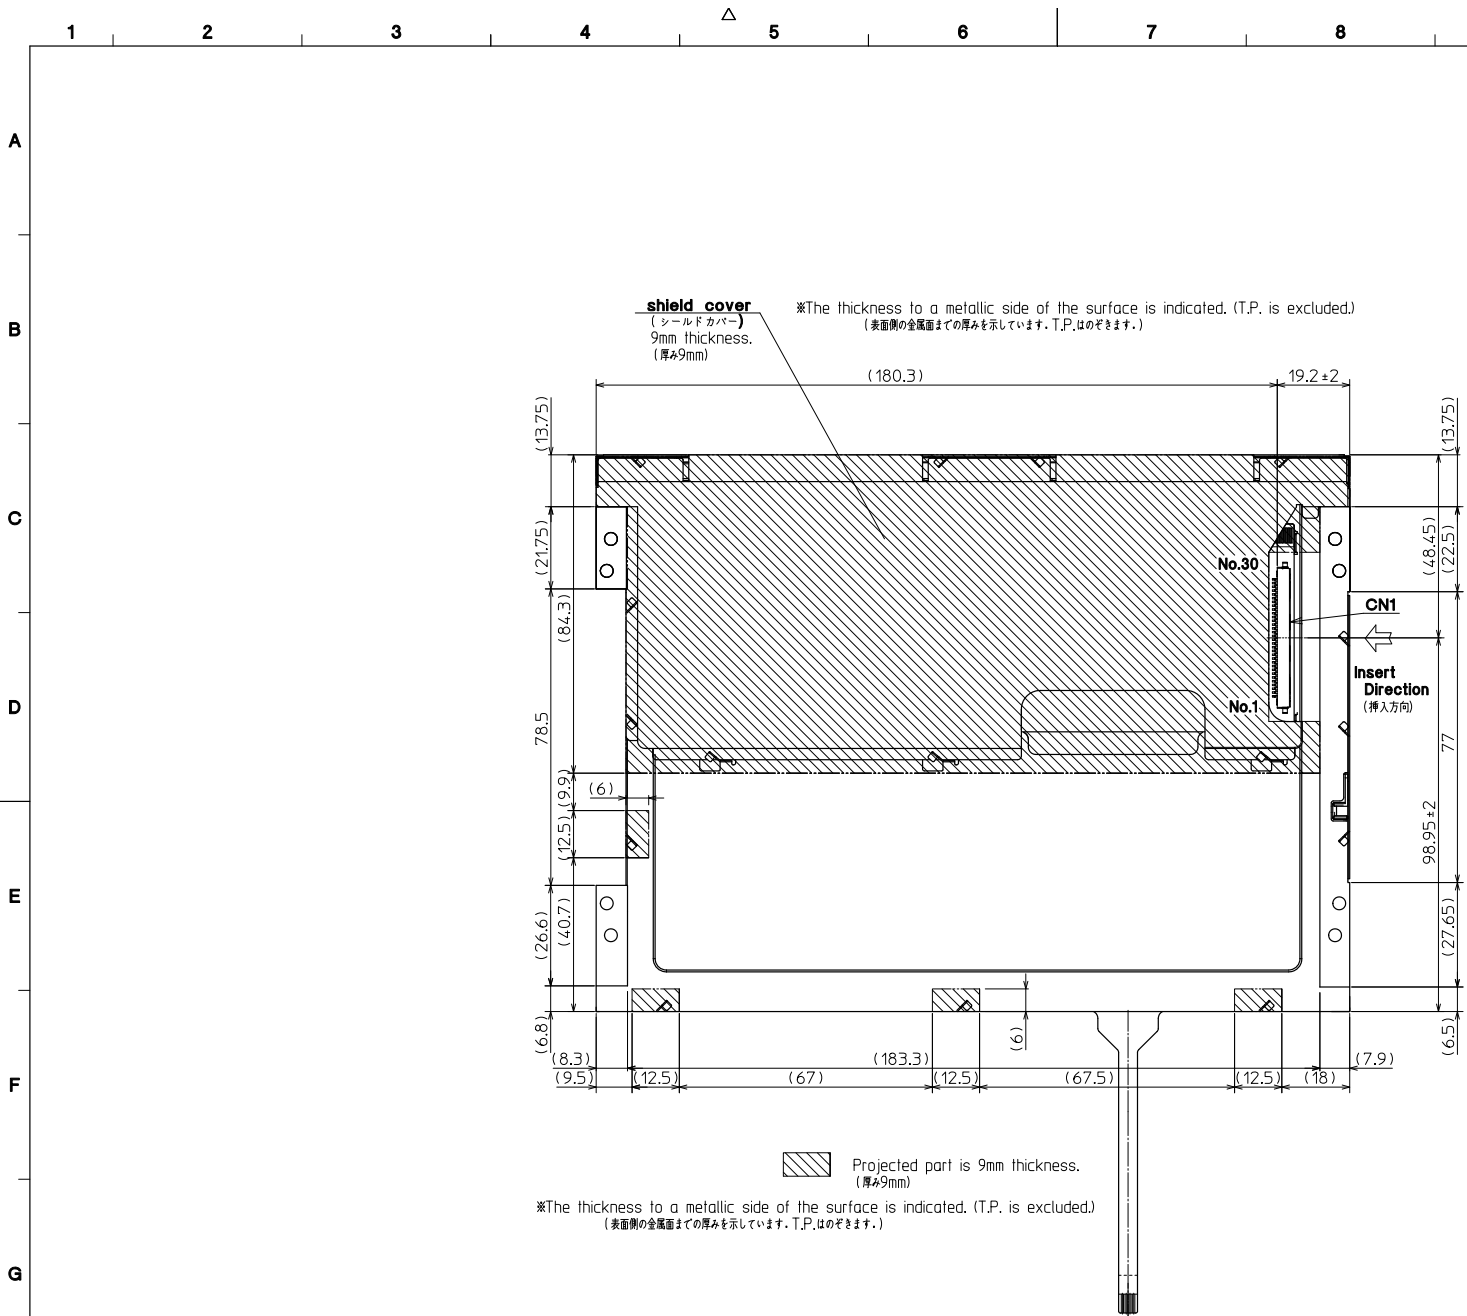 1 2 3 4 5 6 7 8
A
B
C
D
E
F
G
shield cover
(シールドカバー)
9mm thickness.
(厚み9mm)
※The thickness to a metallic side of the surface is indicated. (T.P. is excluded.)
(表面側の金属面までの厚みを示しています. T.P.はのぞきます.)
(180.3)
19.2±2
(13.75)
(13.75)
(21.75)
(84.3)
(48.45)
(22.5)
No.30
CN1
Insert
Direction
(挿入方向)
No.1
78.5
77
(9.9)
(6)
(12.5)
98.95±2
(26.6)
(40.7)
(27.65)
(6.8)
(6)
(6.5)
(8.3)
(183.3)
(7.9)
(9.5)
(12.5)
(67)
(12.5)
(67.5)
(12.5)
(18)
Projected part is 9mm thickness.
(厚み9mm)
※The thickness to a metallic side of the surface is indicated. (T.P. is excluded.)
(表面側の金属面までの厚みを示しています. T.P.はのぞきます.)